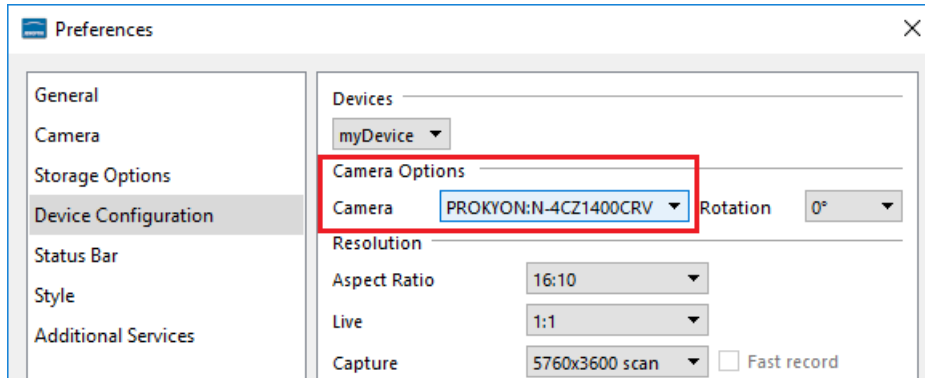 Preferences
General
Camera
Storage Options
Device Configuration
Status Bar
Style
Additional Services
Devices
myDevice
Camera Options
Camera PROKYON:N-4CZ1400CRV Rotation 0°
Resolution
Aspect Ratio 16:10
Live 1:1
Capture 5760x3600 scan Fast record